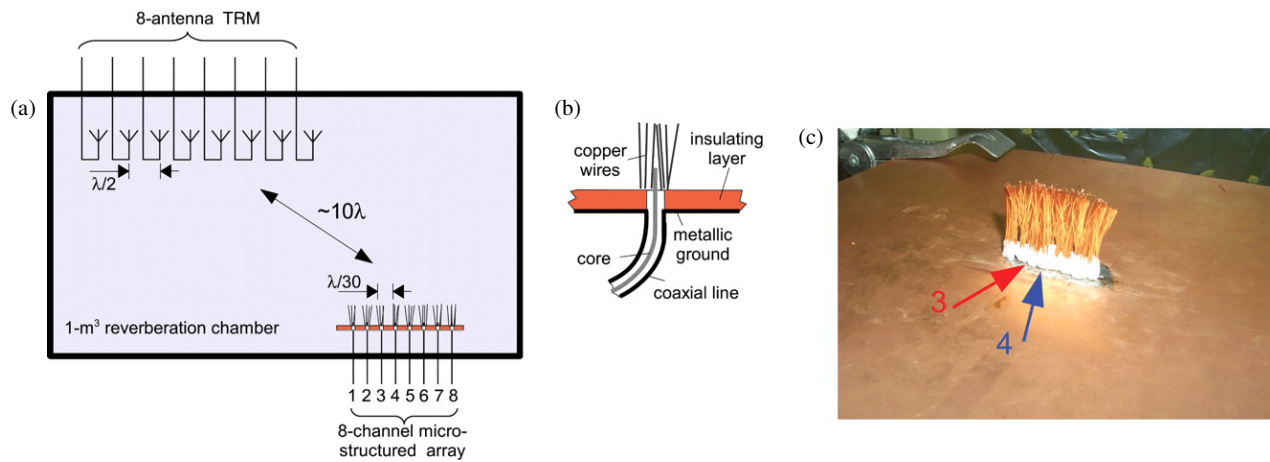 8-antenna TRM
(a)
λ/2
~10λ
λ/30
1-m³ reverberation chamber
1 2 3 4 5 6 7 8
8-channel micro-
structured array
(b)
copper
wires
insulating
layer
metallic
ground
core
coaxial line
(c)
3
4